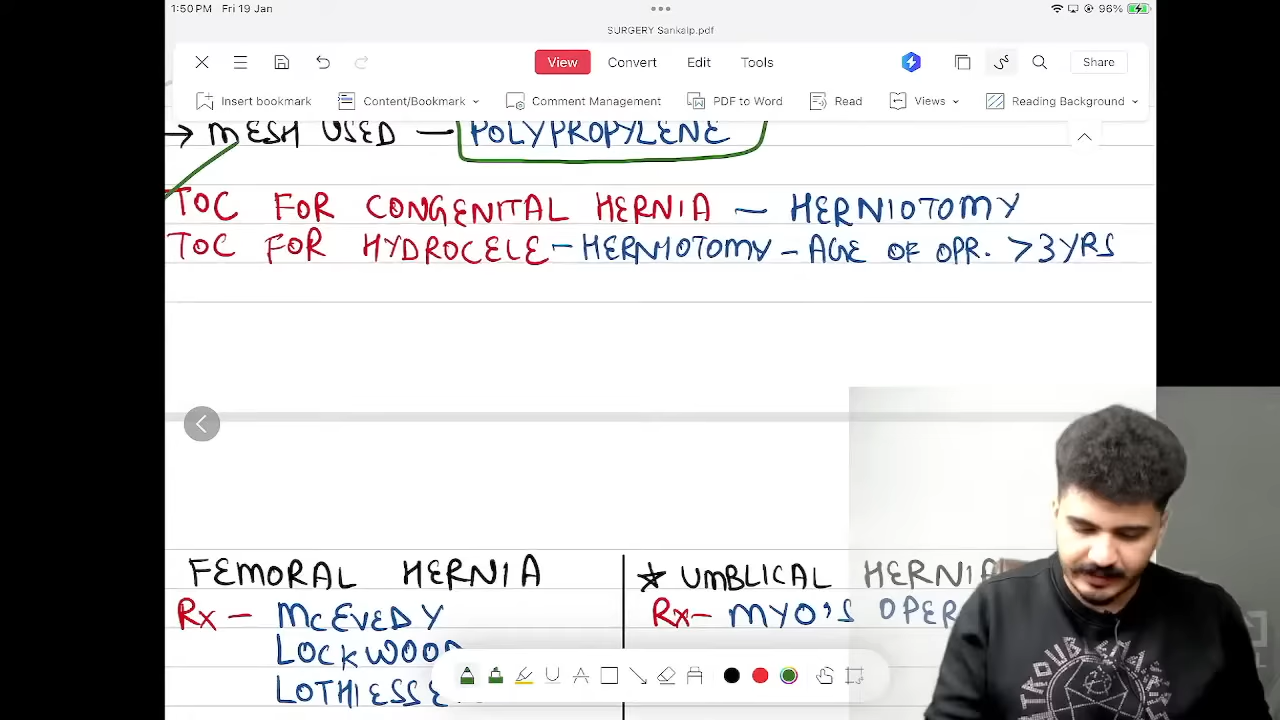 1:50 PM Fri 19 Jan
96%
SURGERY Sankalp.pdf
View Convert Edit Tools Share
Insert bookmark Content/Bookmark Comment Management PDF to Word Read Views Reading Background
→ MESH USED — POLYPROPYLENE
TOC FOR CONGENITAL HERNIA — HERNIOTOMY
TOC FOR HYDROCELE - HERNIOTOMY - AGE OF OPR. >3 YRS
FEMORAL HERNIA
Rx - McEVEDY
LOCKWOOD
★ UMBLICAL HERNIA
Rx - MYO'S
TROUBLEMA